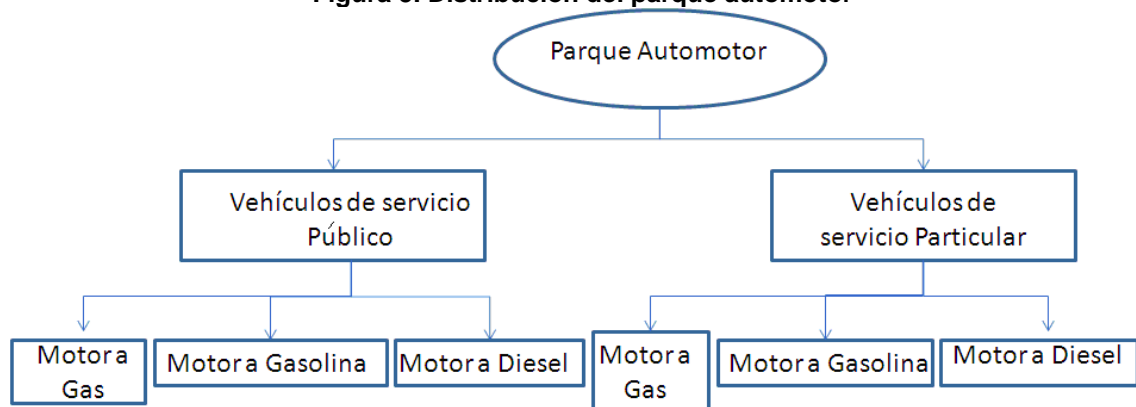 Parque Automotor
Vehículos de servicio
Público
Vehículos de
servicio Particular
Motor a
Gas
Motor a Gasolina
Motor a Diesel
Motor a
Gas
Motor a Gasolina
Motor a Diesel